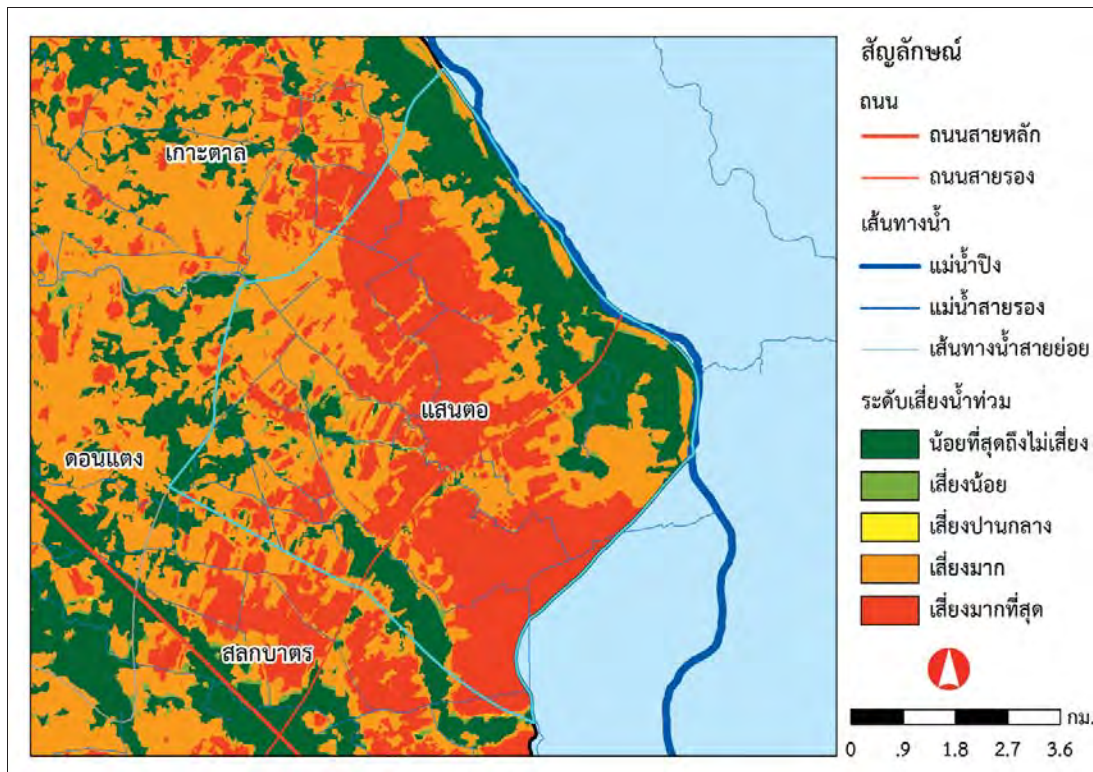 เกาะตาล
แสนตอ
ดอนแตง
สลกบาตร
สัญลักษณ์
ถนน
ถนนสายหลัก
ถนนสายรอง
เส้นทางน้ำ
แม่น้ำปิง
แม่น้ำสายรอง
เส้นทางน้ำสายย่อย
ระดับเสี่ยงน้ำท่วม
น้อยที่สุดถึงไม่เสี่ยง
เสี่ยงน้อย
เสี่ยงปานกลาง
เสี่ยงมาก
เสี่ยงมากที่สุด
กม.
0 .9 1.8 2.7 3.6